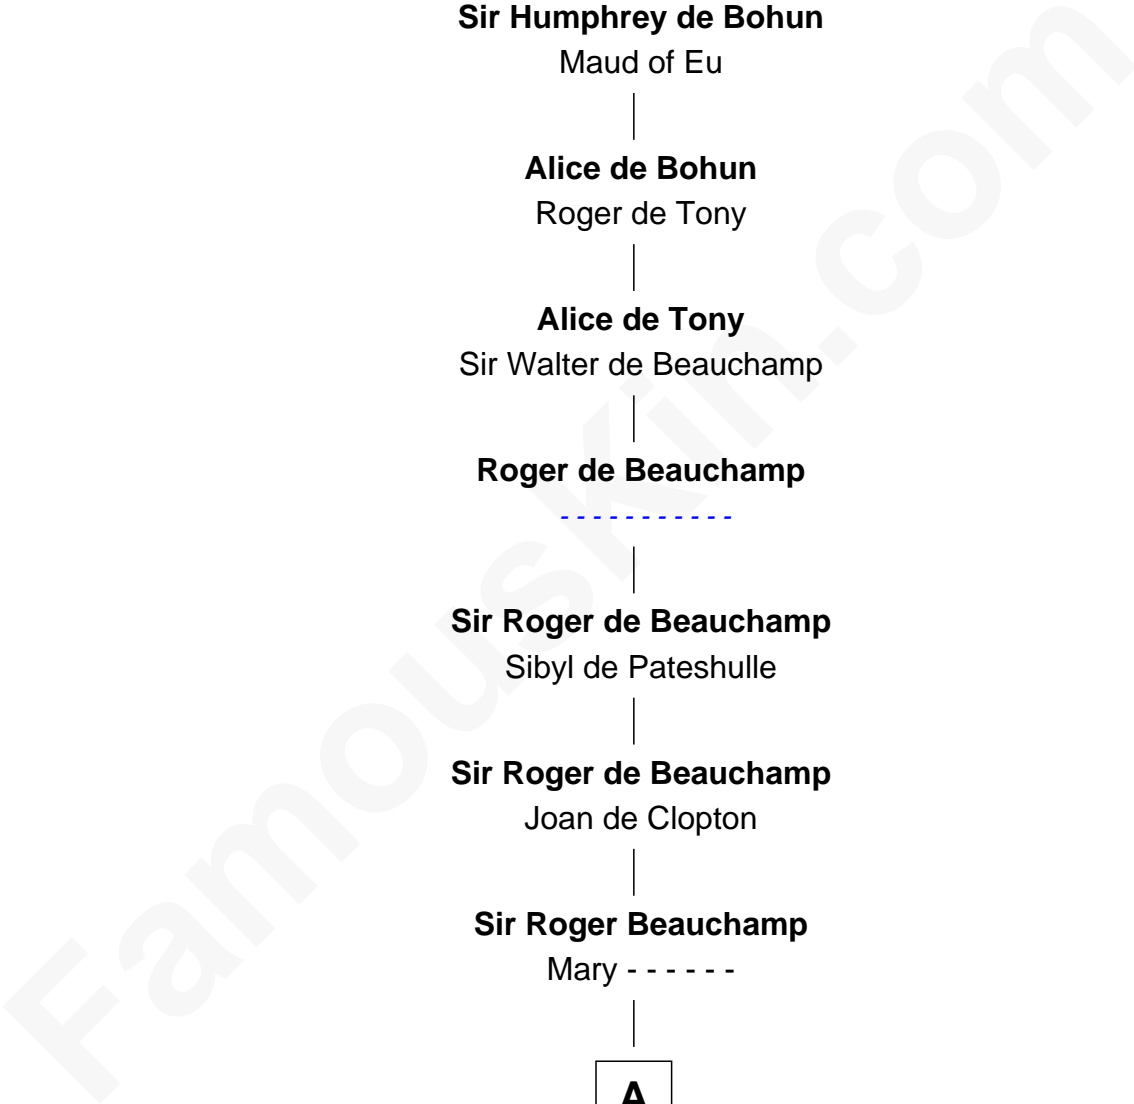 Sir Humphrey de Bohun
Maud of Eu
Alice de Bohun
Roger de Tony
Alice de Tony
Sir Walter de Beauchamp
Roger de Beauchamp
- - - - - - - - - - -
Sir Roger de Beauchamp
Sibyl de Pateshulle
Sir Roger de Beauchamp
Joan de Clopton
Sir Roger Beauchamp
Mary - - - - - -
A
FamousKin.com